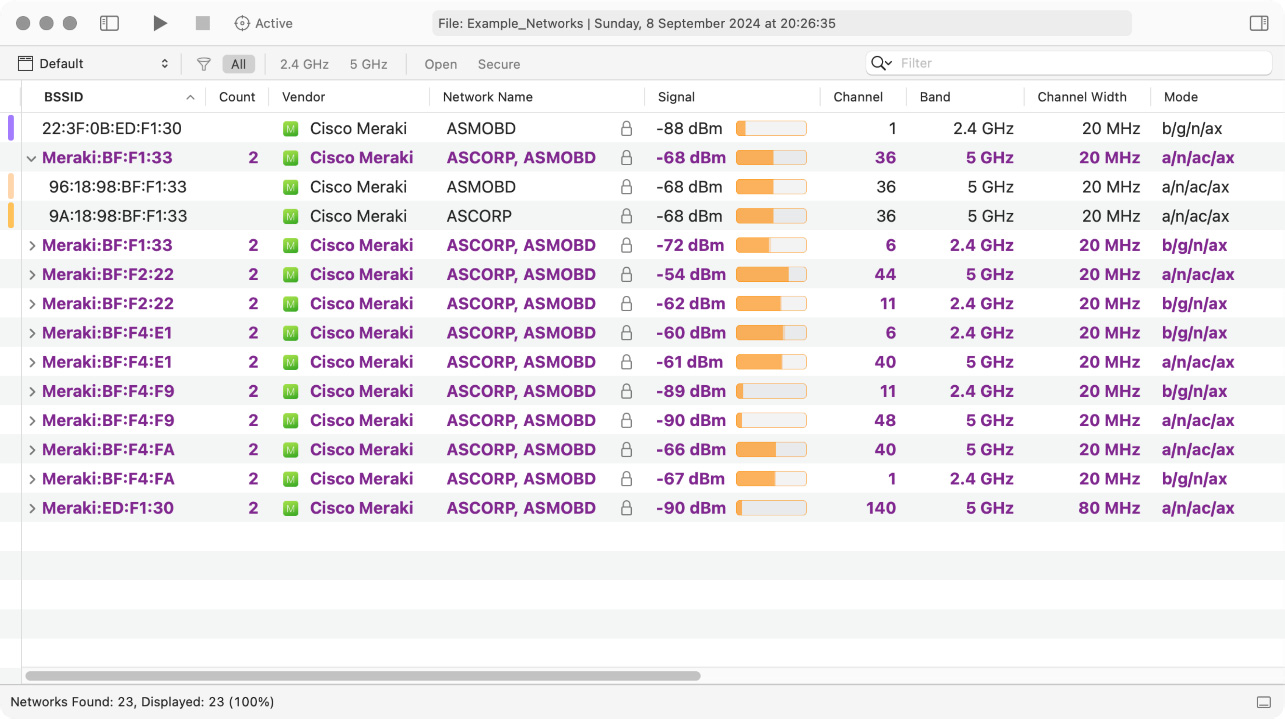 Active File: Example_Networks | Sunday, 8 September 2024 at 20:26:35
Default All 2.4 GHz 5 GHz Open Secure Filter
BSSID Count Vendor Network Name Signal Channel Band Channel Width Mode
22:3F:0B:ED:F1:30 M Cisco Meraki ASMOBD -88 dBm 1 2.4 GHz 20 MHz b/g/n/ax
Meraki:BF:F1:33 2 M Cisco Meraki ASCORP, ASMOBD -68 dBm 36 5 GHz 20 MHz a/n/ac/ax
96:18:98:BF:F1:33 M Cisco Meraki ASMOBD -68 dBm 36 5 GHz 20 MHz a/n/ac/ax
9A:18:98:BF:F1:33 M Cisco Meraki ASCORP -68 dBm 36 5 GHz 20 MHz a/n/ac/ax
Meraki:BF:F1:33 2 M Cisco Meraki ASCORP, ASMOBD -72 dBm 6 2.4 GHz 20 MHz b/g/n/ax
Meraki:BF:F2:22 2 M Cisco Meraki ASCORP, ASMOBD -54 dBm 44 5 GHz 20 MHz a/n/ac/ax
Meraki:BF:F2:22 2 M Cisco Meraki ASCORP, ASMOBD -62 dBm 11 2.4 GHz 20 MHz b/g/n/ax
Meraki:BF:F4:E1 2 M Cisco Meraki ASCORP, ASMOBD -60 dBm 6 2.4 GHz 20 MHz b/g/n/ax
Meraki:BF:F4:E1 2 M Cisco Meraki ASCORP, ASMOBD -61 dBm 40 5 GHz 20 MHz a/n/ac/ax
Meraki:BF:F4:F9 2 M Cisco Meraki ASCORP, ASMOBD -89 dBm 11 2.4 GHz 20 MHz b/g/n/ax
Meraki:BF:F4:F9 2 M Cisco Meraki ASCORP, ASMOBD -90 dBm 48 5 GHz 20 MHz a/n/ac/ax
Meraki:BF:F4:FA 2 M Cisco Meraki ASCORP, ASMOBD -66 dBm 40 5 GHz 20 MHz a/n/ac/ax
Meraki:BF:F4:FA 2 M Cisco Meraki ASCORP, ASMOBD -67 dBm 1 2.4 GHz 20 MHz b/g/n/ax
Meraki:ED:F1:30 2 M Cisco Meraki ASCORP, ASMOBD -90 dBm 140 5 GHz 80 MHz a/n/ac/ax
Networks Found: 23, Displayed: 23 (100%)